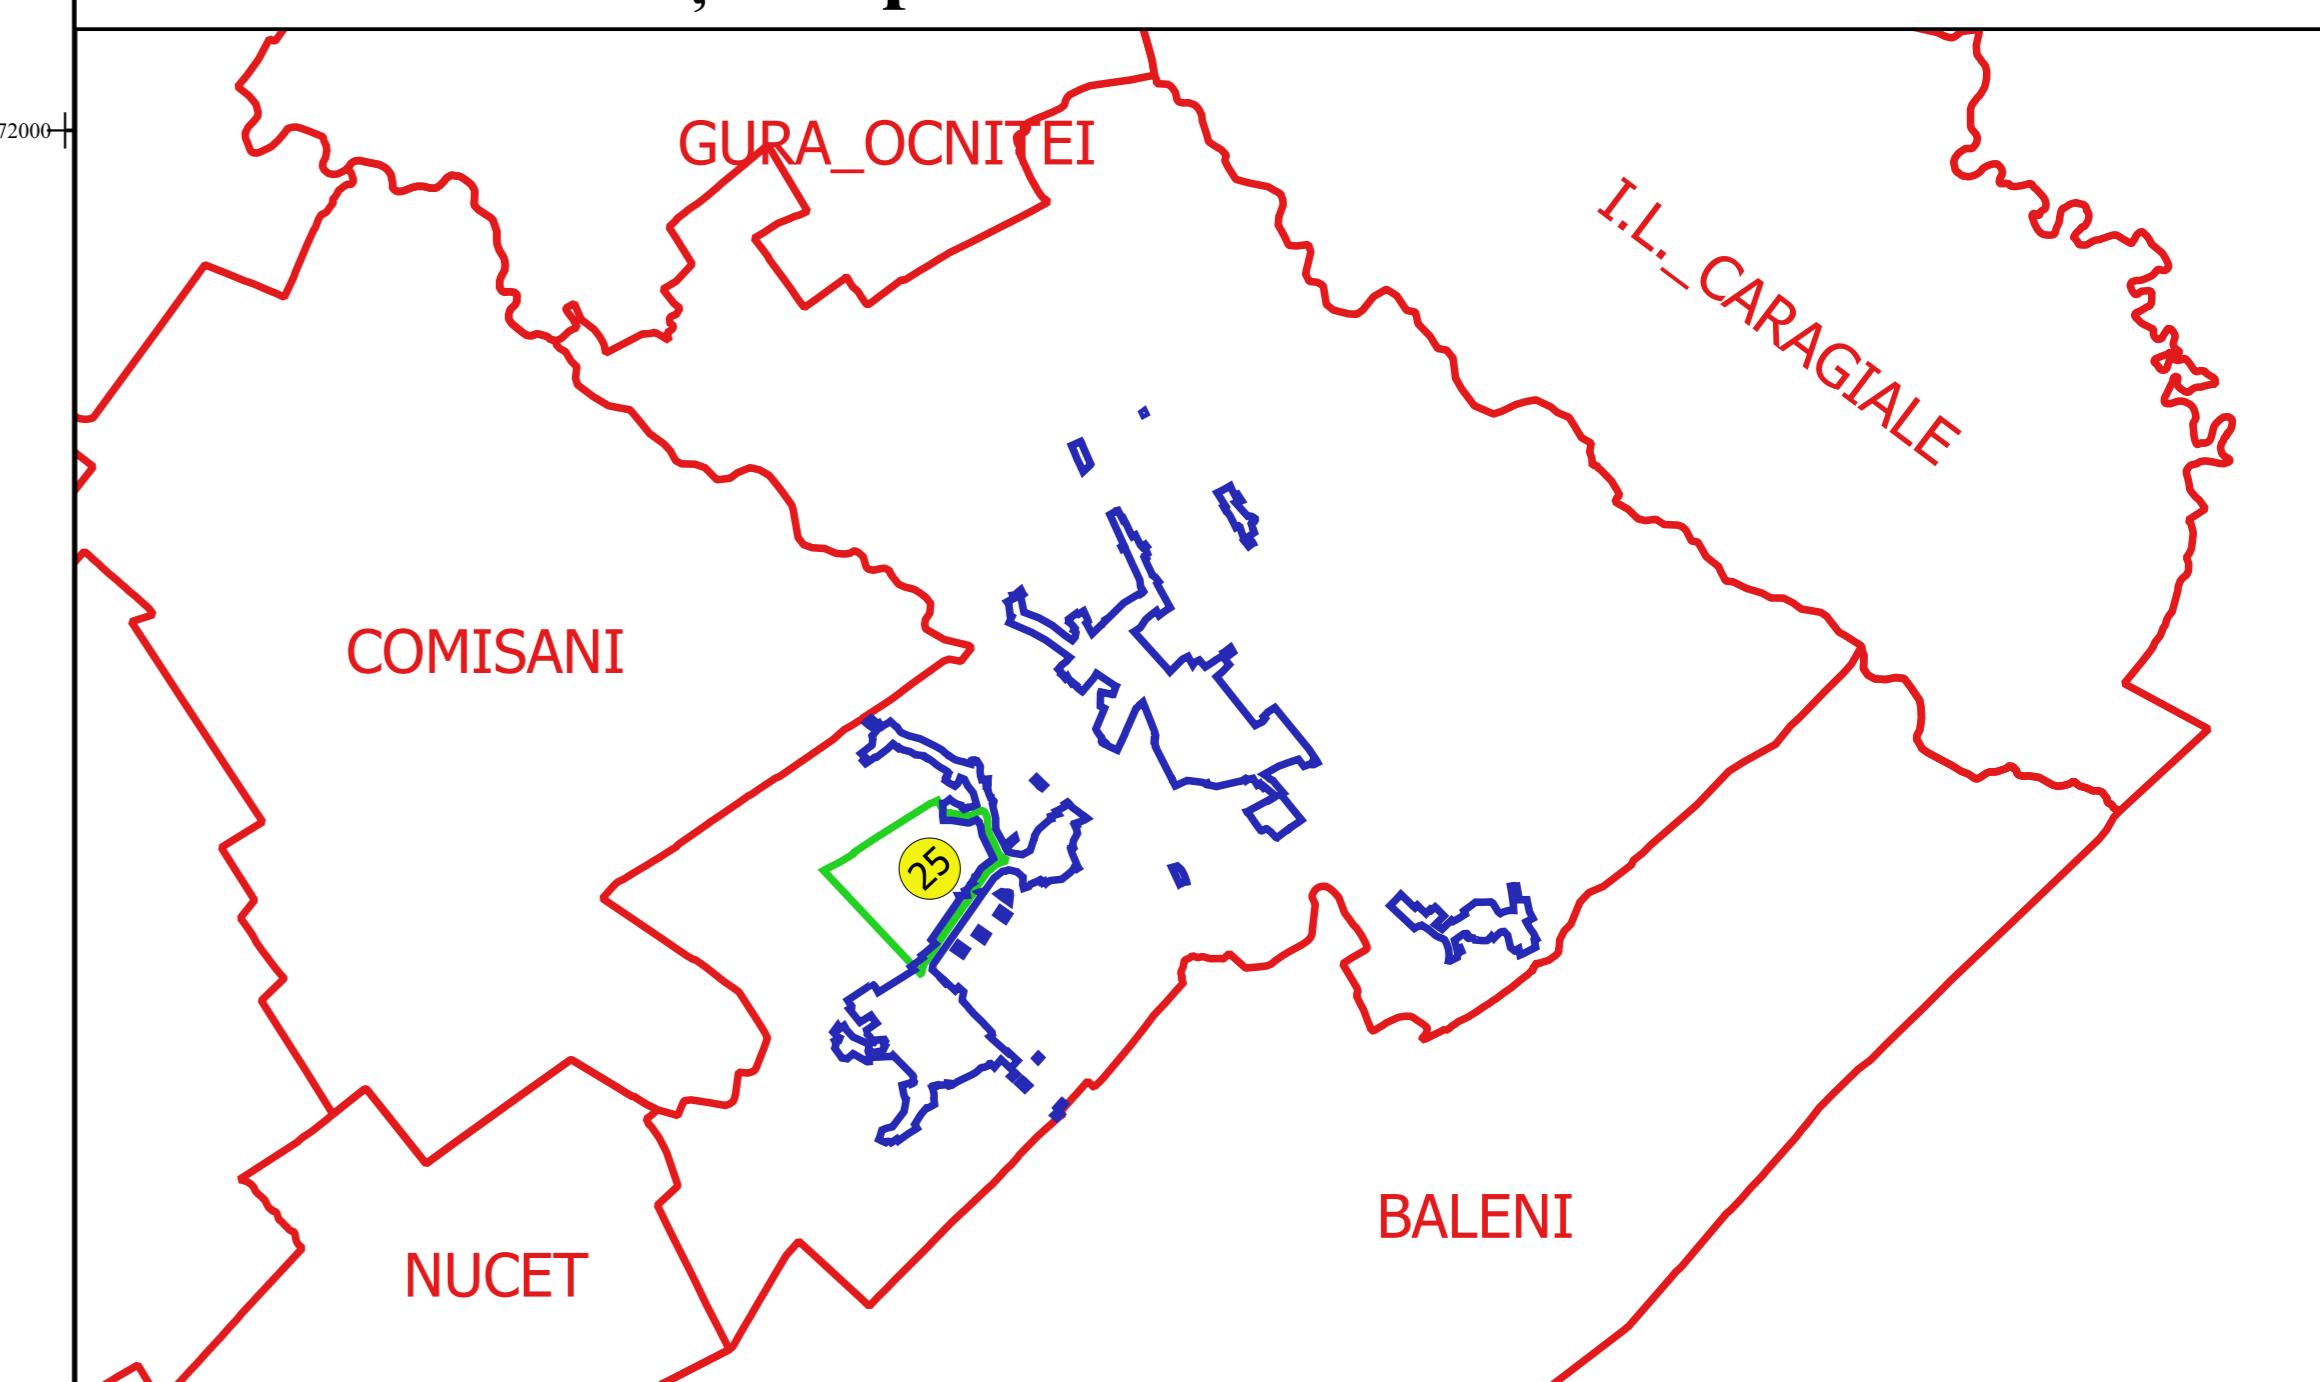 72000
GURA_OCNITEI
I.L._CARAGIALE
COMISANI
25
BALENI
NUCET